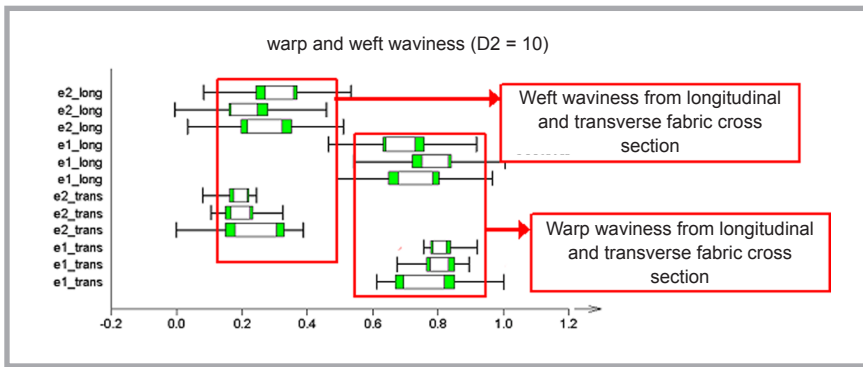 warp and weft waviness (D2 = 10)
e2_long
e2_long
e2_long
e1_long
e1_long
e1_long
e2_trans
e2_trans
e2_trans
e1_trans
e1_trans
e1_trans
Weft waviness from longitudinal
and transverse fabric cross
section
Warp waviness from longitudinal
and transverse fabric cross
section
-0.2 0.0 0.2 0.4 0.6 0.8 1.0 1.2